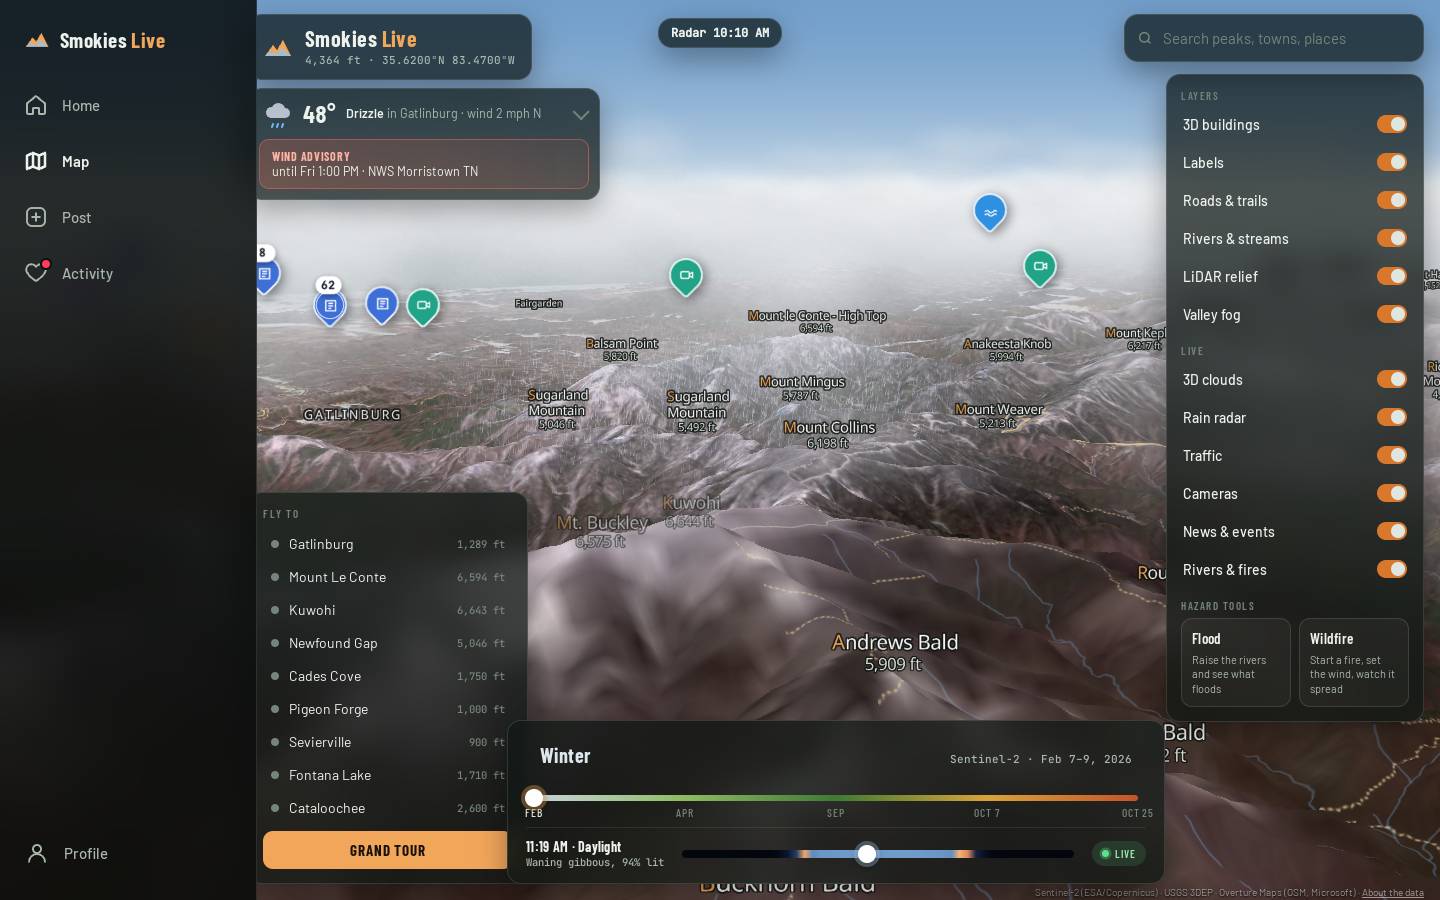 Smokies Live
Home
Map
Post
Activity
Profile
Smokies Live
4,364 ft · 35.6200°N 83.4700°W
48° Drizzle in Gatlinburg · wind 2 mph N
WIND ADVISORY
until Fri 1:00 PM · NWS Morristown TN
Radar 10:10 AM
Search peaks, towns, places
LAYERS
3D buildings
Labels
Roads & trails
Rivers & streams
LiDAR relief
Valley fog
LIVE
3D clouds
Rain radar
Traffic
Cameras
News & events
Rivers & fires
HAZARD TOOLS
Flood
Raise the rivers
and see what
floods
Wildfire
Start a fire, set
the wind, watch it
spread
8
62
Fairgarden
Mount le Conte - High Top
6,594 ft
Balsam Point
5,820 ft
Anakeesta Knob
5,994 ft
Mount Kep
6,217 ft
Mount Mingus
5,787 ft
Sugarland
Mountain
5,046 ft
Sugarland
Mountain
5,492 ft
Mount Weaver
5,213 ft
GATLINBURG
Mount Collins
6,198 ft
Kuwohi
6,644 ft
Mt. Buckley
6,575 ft
Rou
Andrews Bald
5,909 ft
Bald
2 ft
Buckhorn Bald
FLY TO
Gatlinburg 1,289 ft
Mount Le Conte 6,594 ft
Kuwohi 6,643 ft
Newfound Gap 5,046 ft
Cades Cove 1,750 ft
Pigeon Forge 1,000 ft
Sevierville 900 ft
Fontana Lake 1,710 ft
Cataloochee 2,600 ft
GRAND TOUR
Winter
Sentinel-2 · Feb 7–9, 2026
FEB APR SEP OCT 7 OCT 25
11:19 AM · Daylight
Waning gibbous, 94% lit
LIVE
Sentinel-2 (ESA/Copernicus) · USGS 3DEP · Overture Maps (OSM, Microsoft) · About the data